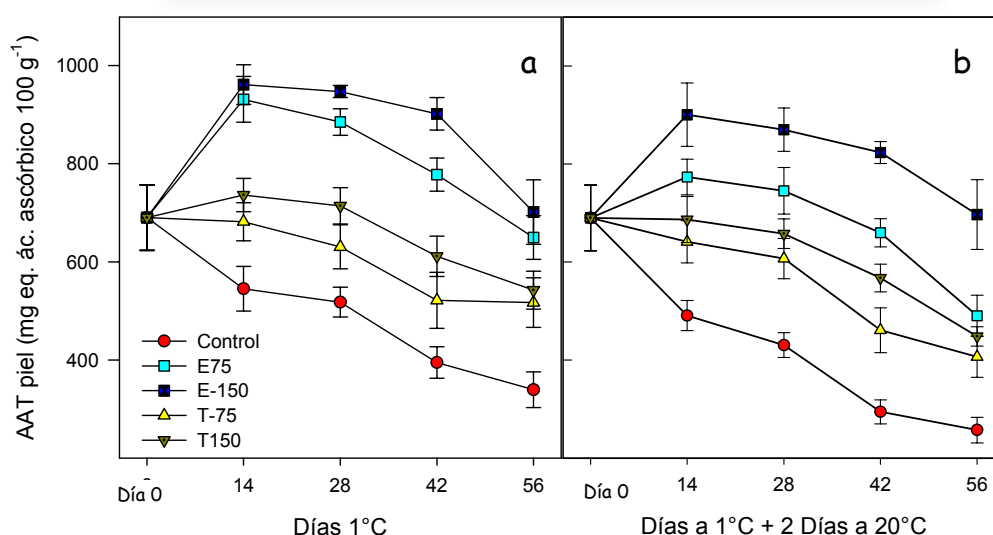 AAT piel (mg eq. ác. ascórbico 100 g⁻¹)
1000
800
600
400
a
Control
E75
E-150
T-75
T150
Día 0
14
28
42
56
Días 1°C
b
Día 0
14
28
42
56
Días a 1°C + 2 Días a 20°C